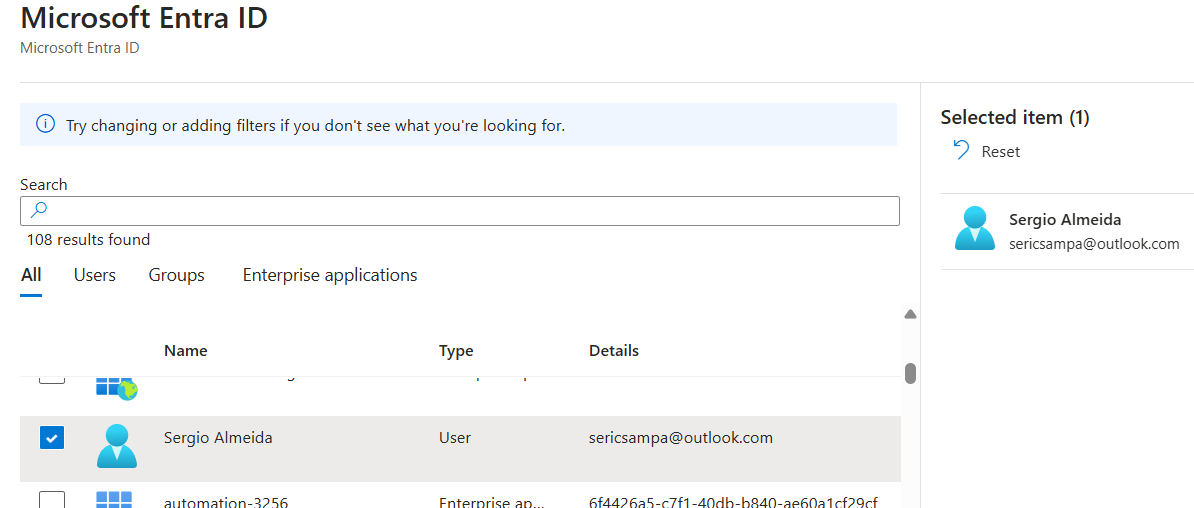 Microsoft Entra ID
Microsoft Entra ID
Try changing or adding filters if you don't see what you're looking for.
Search
108 results found
All Users Groups Enterprise applications
Name Type Details
Sergio Almeida User sericsampa@outlook.com
automation-3256 Enterprise ap... 6f4426a5-c7f1-40db-b840-ae60a1cf29cf
Selected item (1)
Reset
Sergio Almeida
sericsampa@outlook.com